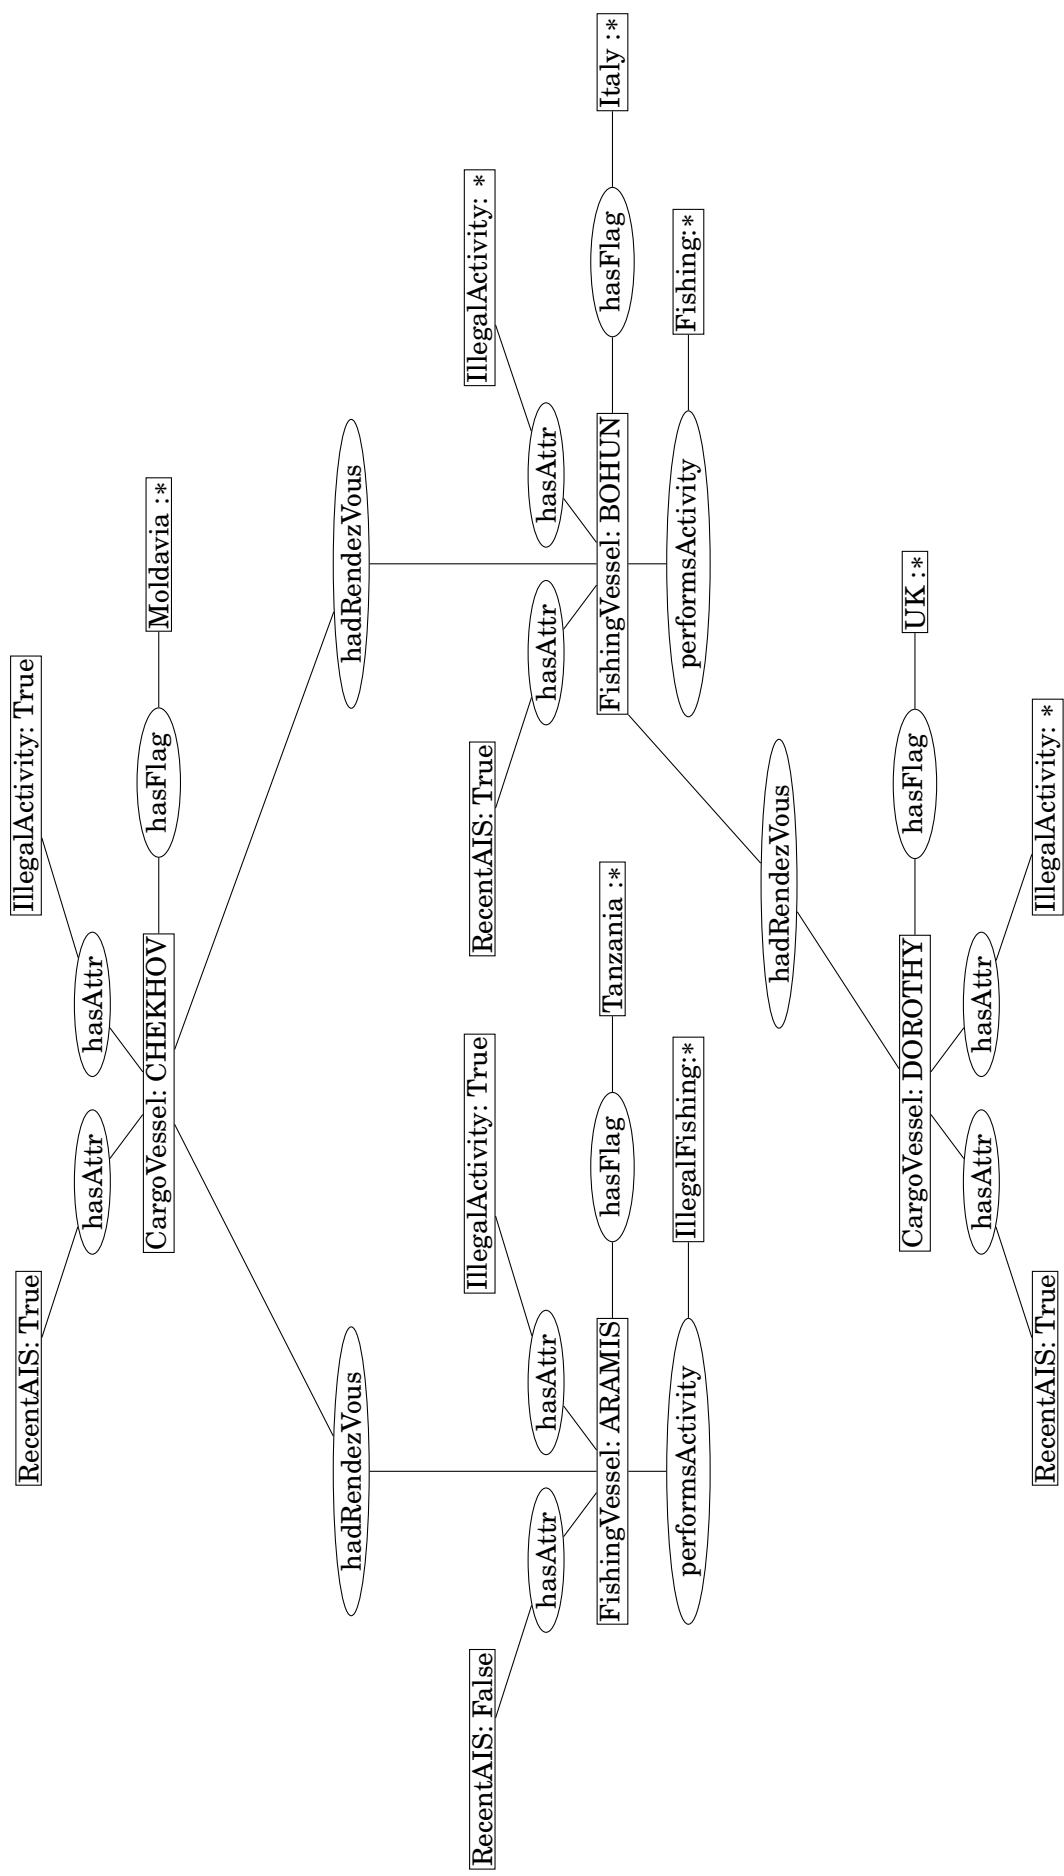 RecentAIS: True
IllegalActivity: True
hasAttr
hasAttr
CargoVessel: CHEKHOV
hasFlag
Moldavia :*
hadRendezVous
hadRendezVous
RecentAIS: False
IllegalActivity: True
RecentAIS: True
IllegalActivity: *
hasAttr
hasAttr
hasAttr
hasAttr
FishingVessel: ARAMIS
hasFlag
Tanzania :*
FishingVessel: BOHUN
hasFlag
Italy :*
performsActivity
IllegalFishing:*
performsActivity
Fishing:*
hadRendezVous
CargoVessel: DOROTHY
hasFlag
UK :*
hasAttr
hasAttr
RecentAIS: True
IllegalActivity: *